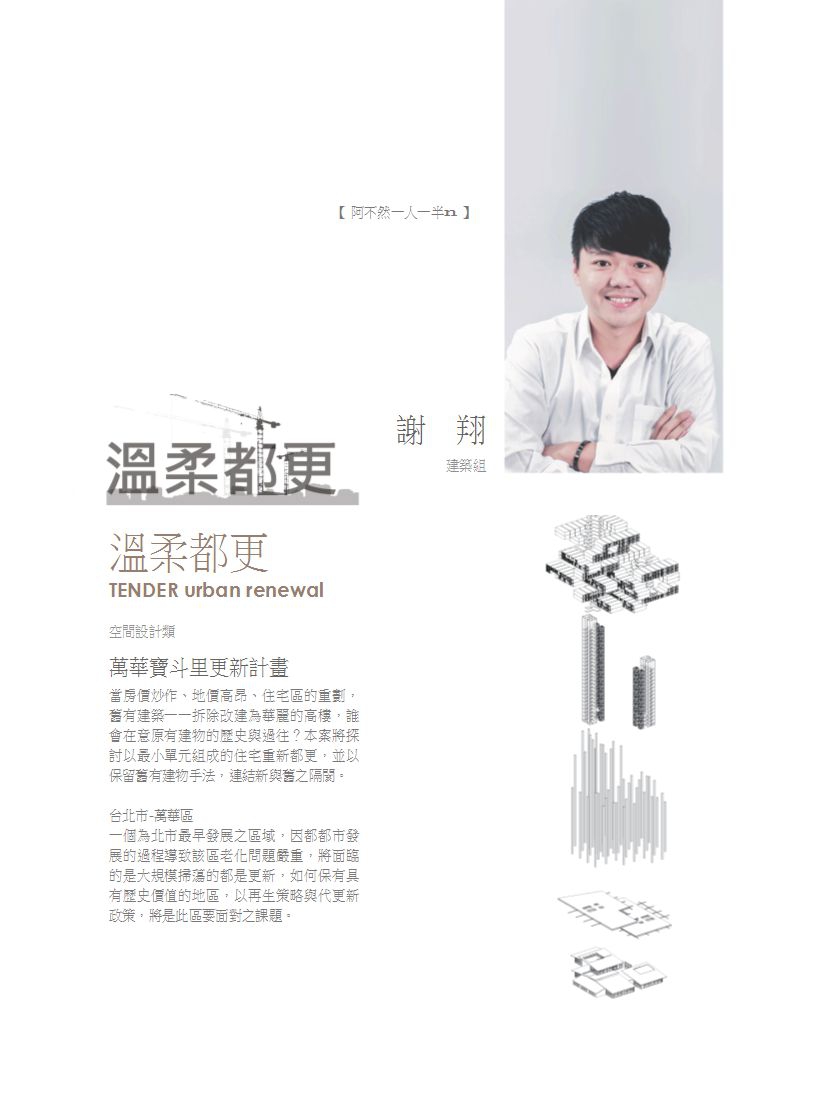 【 阿不然一人一半n 】
謝 翔
建築組
溫柔都更
溫柔都更
TENDER urban renewal
空間設計類
萬華寶斗里更新計畫
當房價炒作、地價高昂、住宅區的重劃，
舊有建築一一拆除改建為華麗的高樓，誰
會在意原有建物的歷史與過往？本案將探
討以最小單元組成的住宅重新都更，並以
保留舊有建物手法，連結新與舊之隔閡。
台北市-萬華區
一個為北市最早發展之區域，因都都市發
展的過程導致該區老化問題嚴重，將面臨
的是大規模掃蕩的都是更新，如何保有具
有歷史價值的地區，以再生策略與代更新
政策，將是此區要面對之課題。